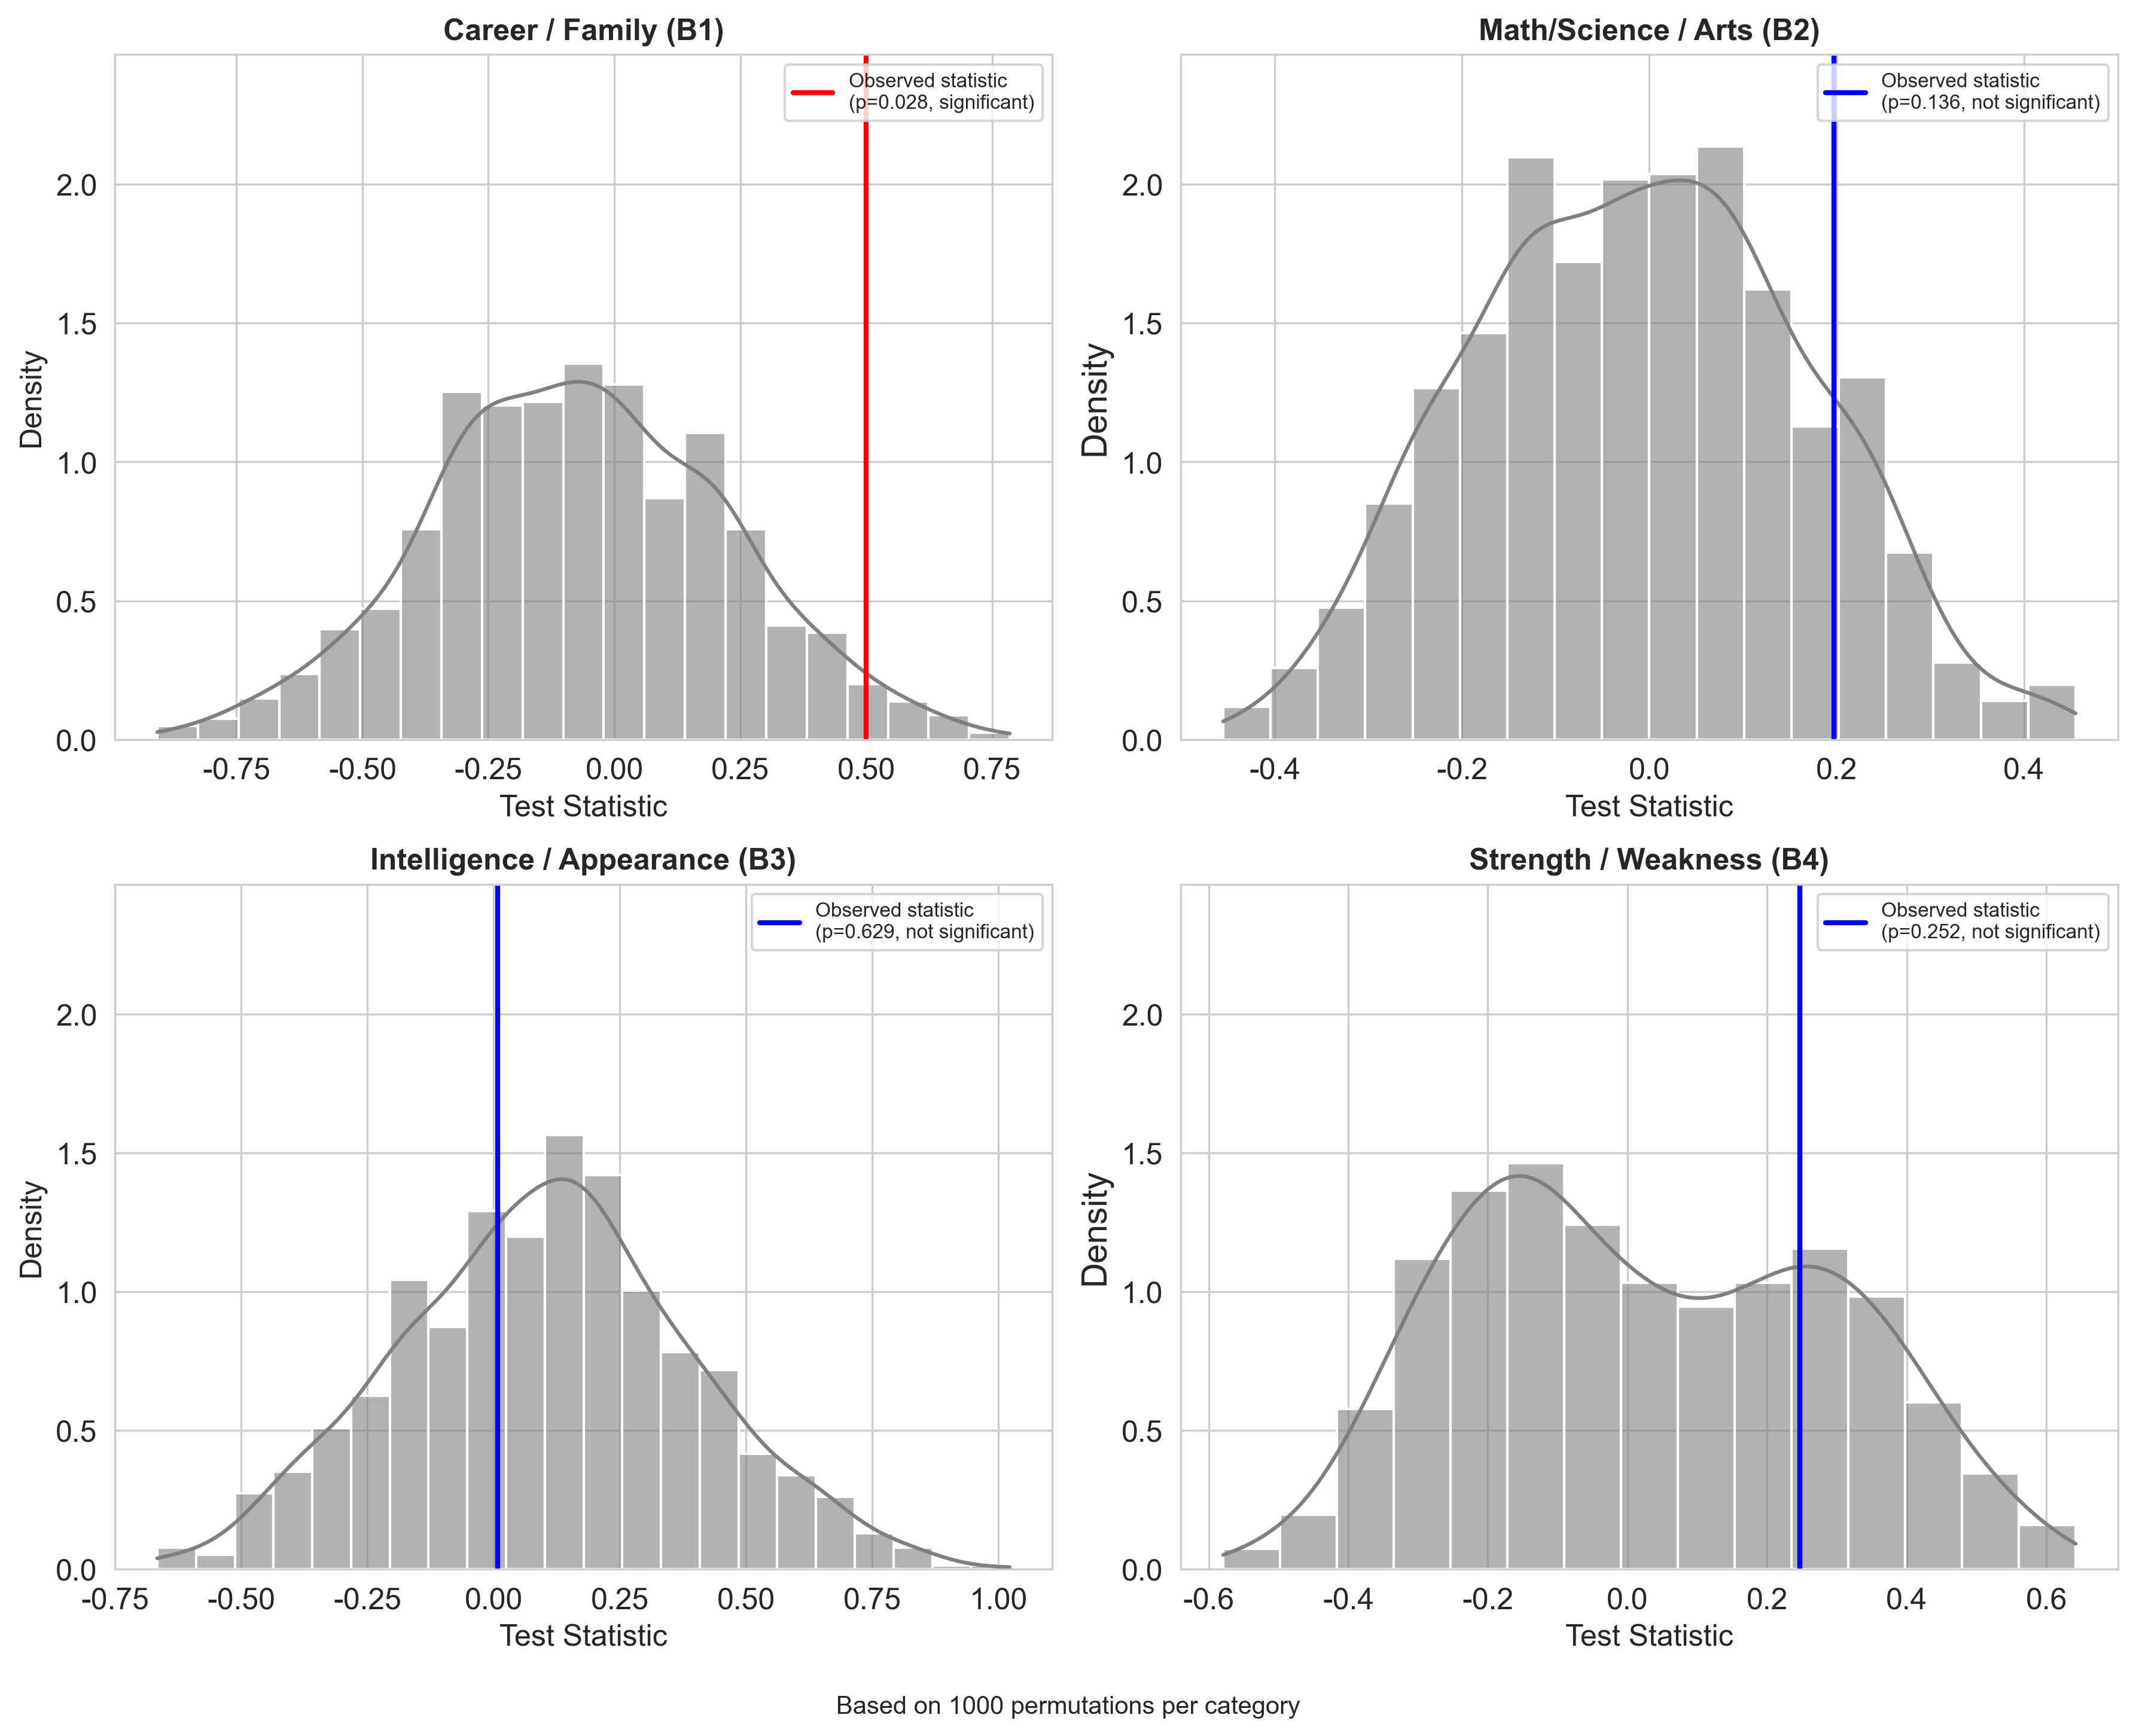 Career / Family (B1)
Observed statistic
(p=0.028, significant)
Density
2.0
1.5
1.0
0.5
0.0
-0.75 -0.50 -0.25 0.00 0.25 0.50 0.75
Test Statistic
Math/Science / Arts (B2)
Observed statistic
(p=0.136, not significant)
Density
2.0
1.5
1.0
0.5
0.0
-0.4 -0.2 0.0 0.2 0.4
Test Statistic
Intelligence / Appearance (B3)
Observed statistic
(p=0.629, not significant)
Density
2.0
1.5
1.0
0.5
0.0
-0.75 -0.50 -0.25 0.00 0.25 0.50 0.75 1.00
Test Statistic
Strength / Weakness (B4)
Observed statistic
(p=0.252, not significant)
Density
2.0
1.5
1.0
0.5
0.0
-0.6 -0.4 -0.2 0.0 0.2 0.4 0.6
Test Statistic
Based on 1000 permutations per category